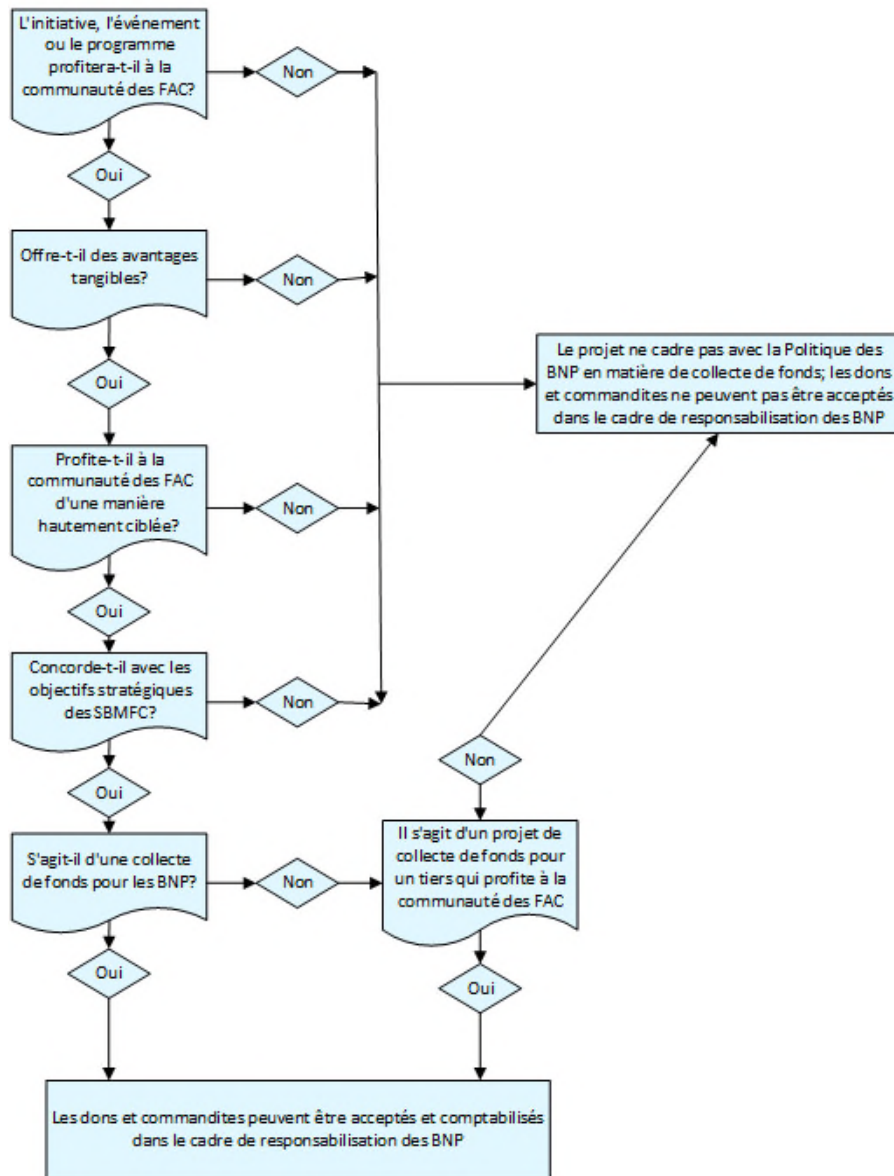 L'initiative, l'événement
ou le programme
profitera-t-il à la
communauté des FAC?
Non
Oui
Offre-t-il des avantages
tangibles?
Non
Oui
Le projet ne cadre pas avec la Politique des
BNP en matière de collecte de fonds; les dons
et commandites ne peuvent pas être acceptés
dans le cadre de responsabilisation des BNP
Profite-t-il à la
communauté des FAC
d'une manière
hautement ciblée?
Non
Oui
Concorde-t-il avec les
objectifs stratégiques
des SBMFC?
Non
Oui
Non
S'agit-il d'une collecte
de fonds pour les BNP?
Non
Il s'agit d'un projet de
collecte de fonds pour
un tiers qui profite à la
communauté des FAC
Oui
Oui
Les dons et commandites peuvent être acceptés et comptabilisés
dans le cadre de responsabilisation des BNP